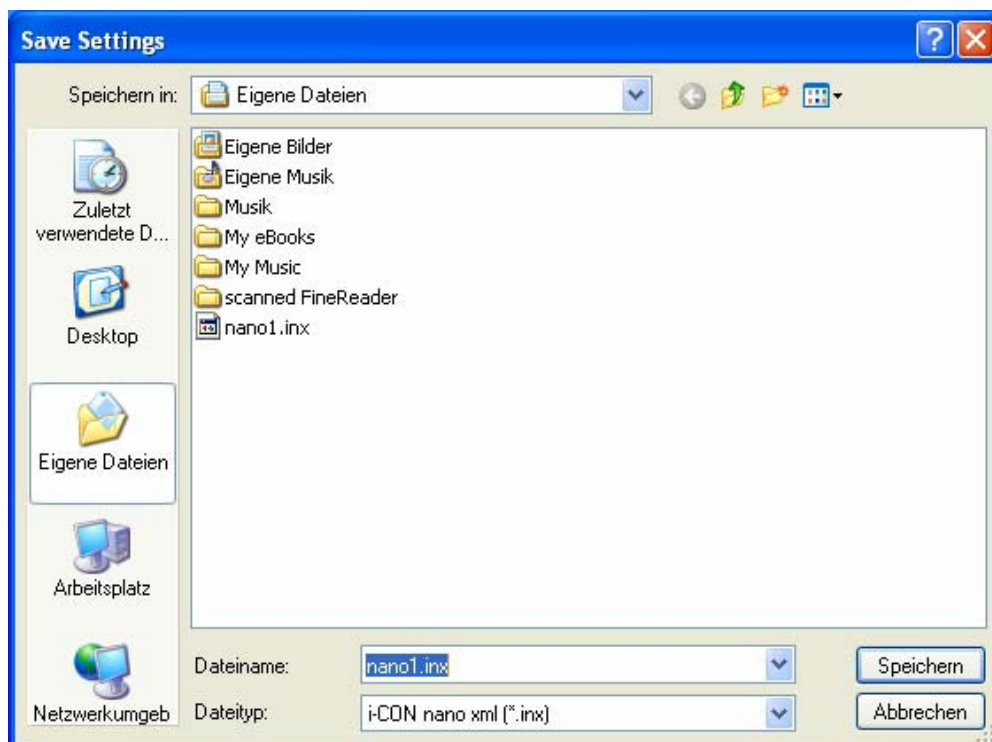 Save Settings
Speichern in:
Eigene Dateien
Zuletzt
verwendete D...
Desktop
Eigene Dateien
Arbeitsplatz
Netzwerkumgeb
Eigene Bilder
Eigene Musik
Musik
My eBooks
My Music
scanned FineReader
nano1.inx
Dateiname:
nano1.inx
Speichern
Dateityp:
i-CON nano xml (*.inx)
Abbrechen